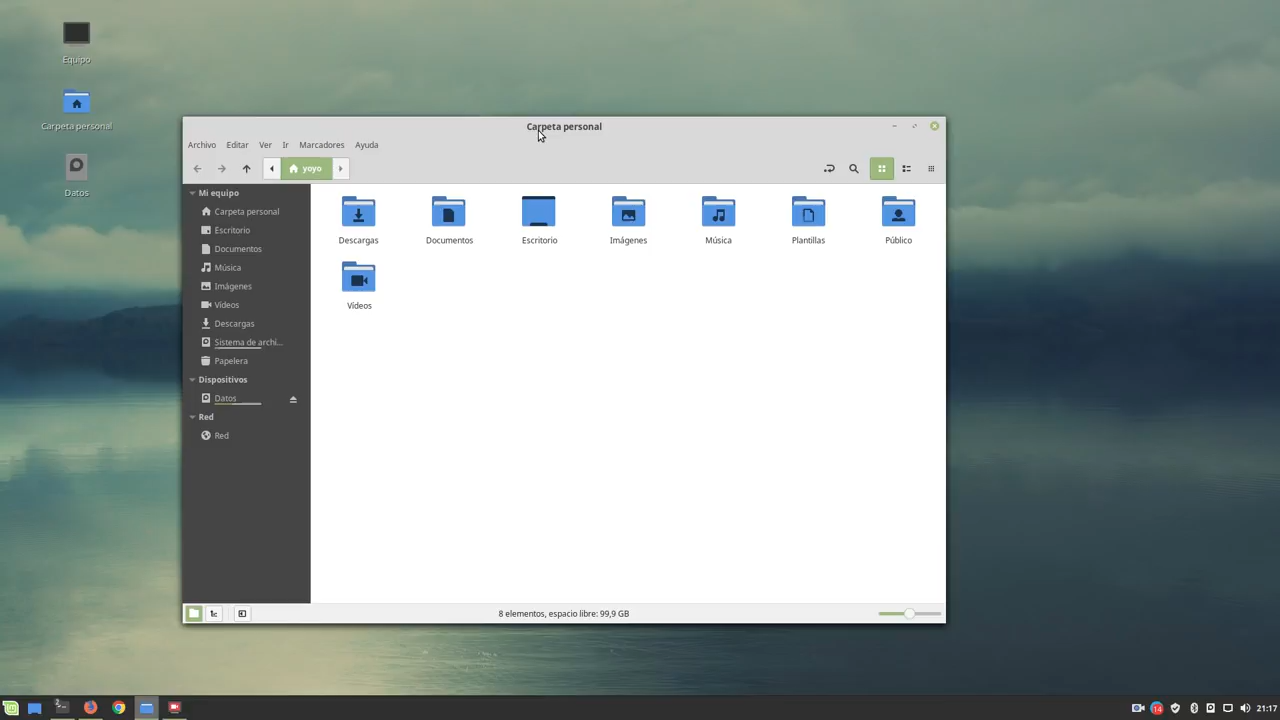 Equipo
Carpeta personal
Datos
Carpeta personal
Archivo Editar Ver Ir Marcadores Ayuda
yoyo
Mi equipo
Carpeta personal
Escritorio
Documentos
Música
Imágenes
Vídeos
Descargas
Sistema de archi...
Papelera
Dispositivos
Datos
Red
Red
Descargas Documentos Escritorio Imágenes Música Plantillas Público
Vídeos
8 elementos, espacio libre: 99,9 GB
14 21:17